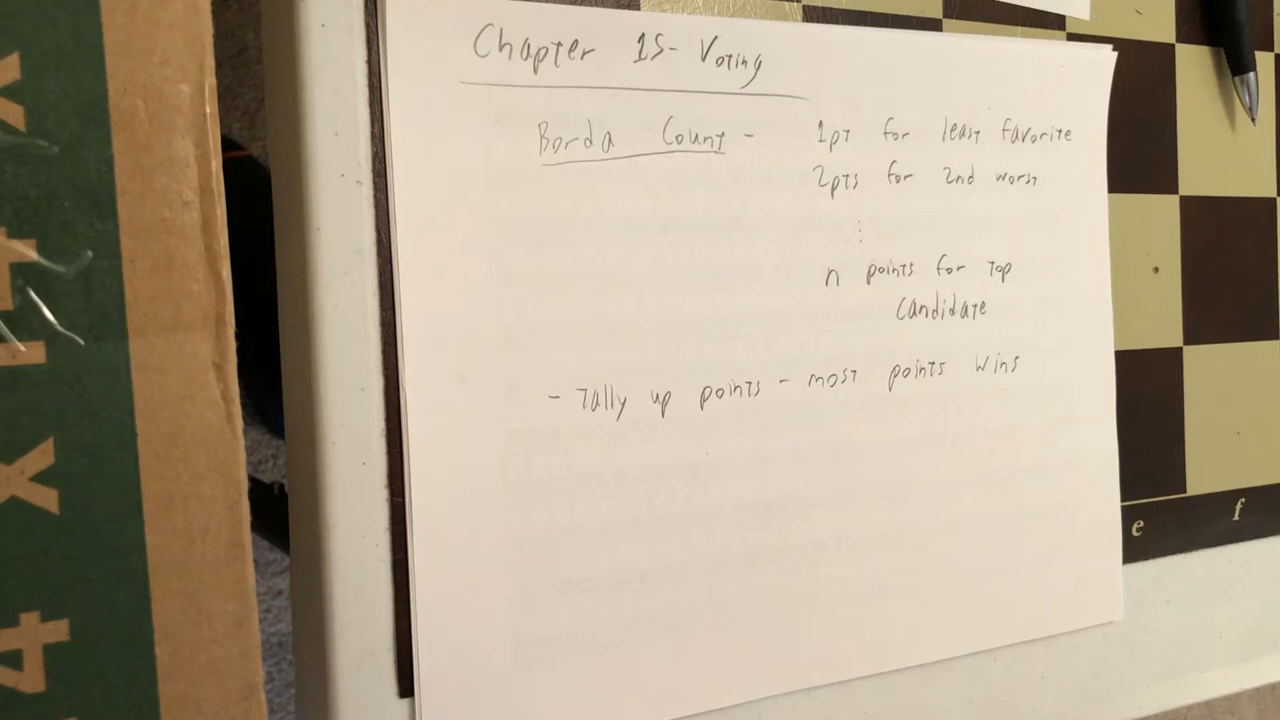 Chapter 15 - Voting
Borda Count - 1pt for least favorite
2pts for 2nd worst
⋮
n points for top
candidate
- Tally up points - most points wins
e f
4 X